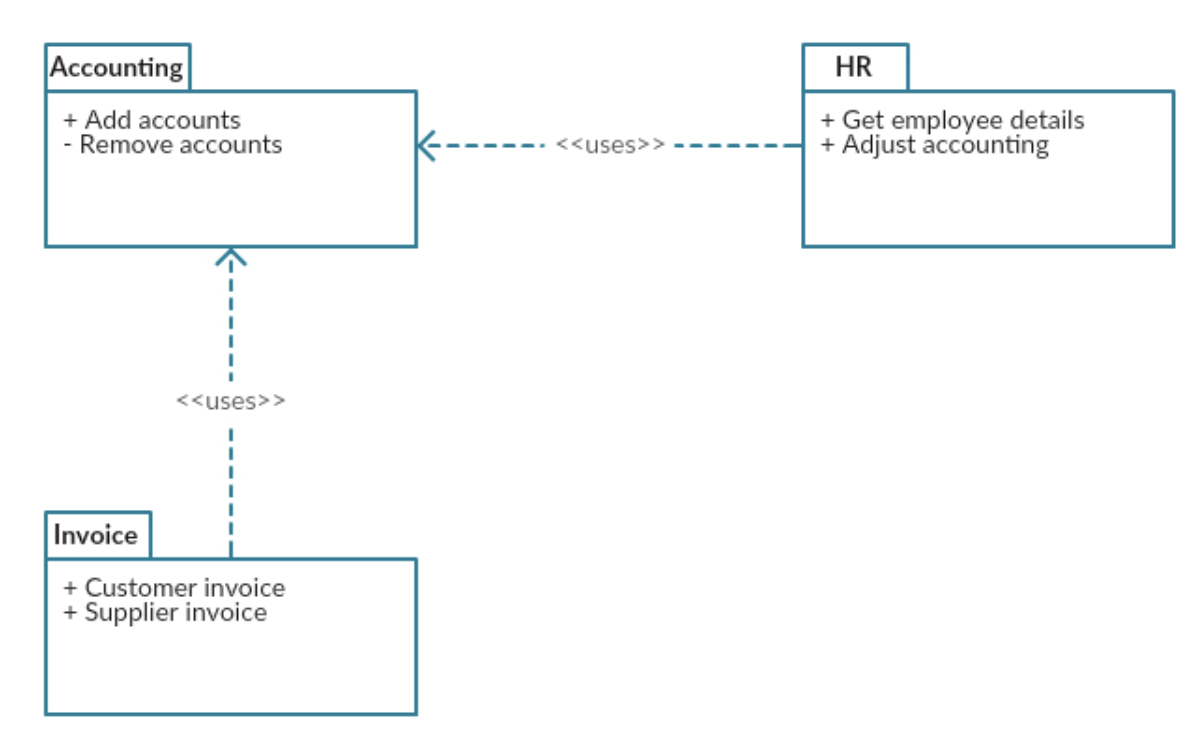 Accounting
+ Add accounts
- Remove accounts
<<uses>>
HR
+ Get employee details
+ Adjust accounting
<<uses>>
Invoice
+ Customer invoice
+ Supplier invoice